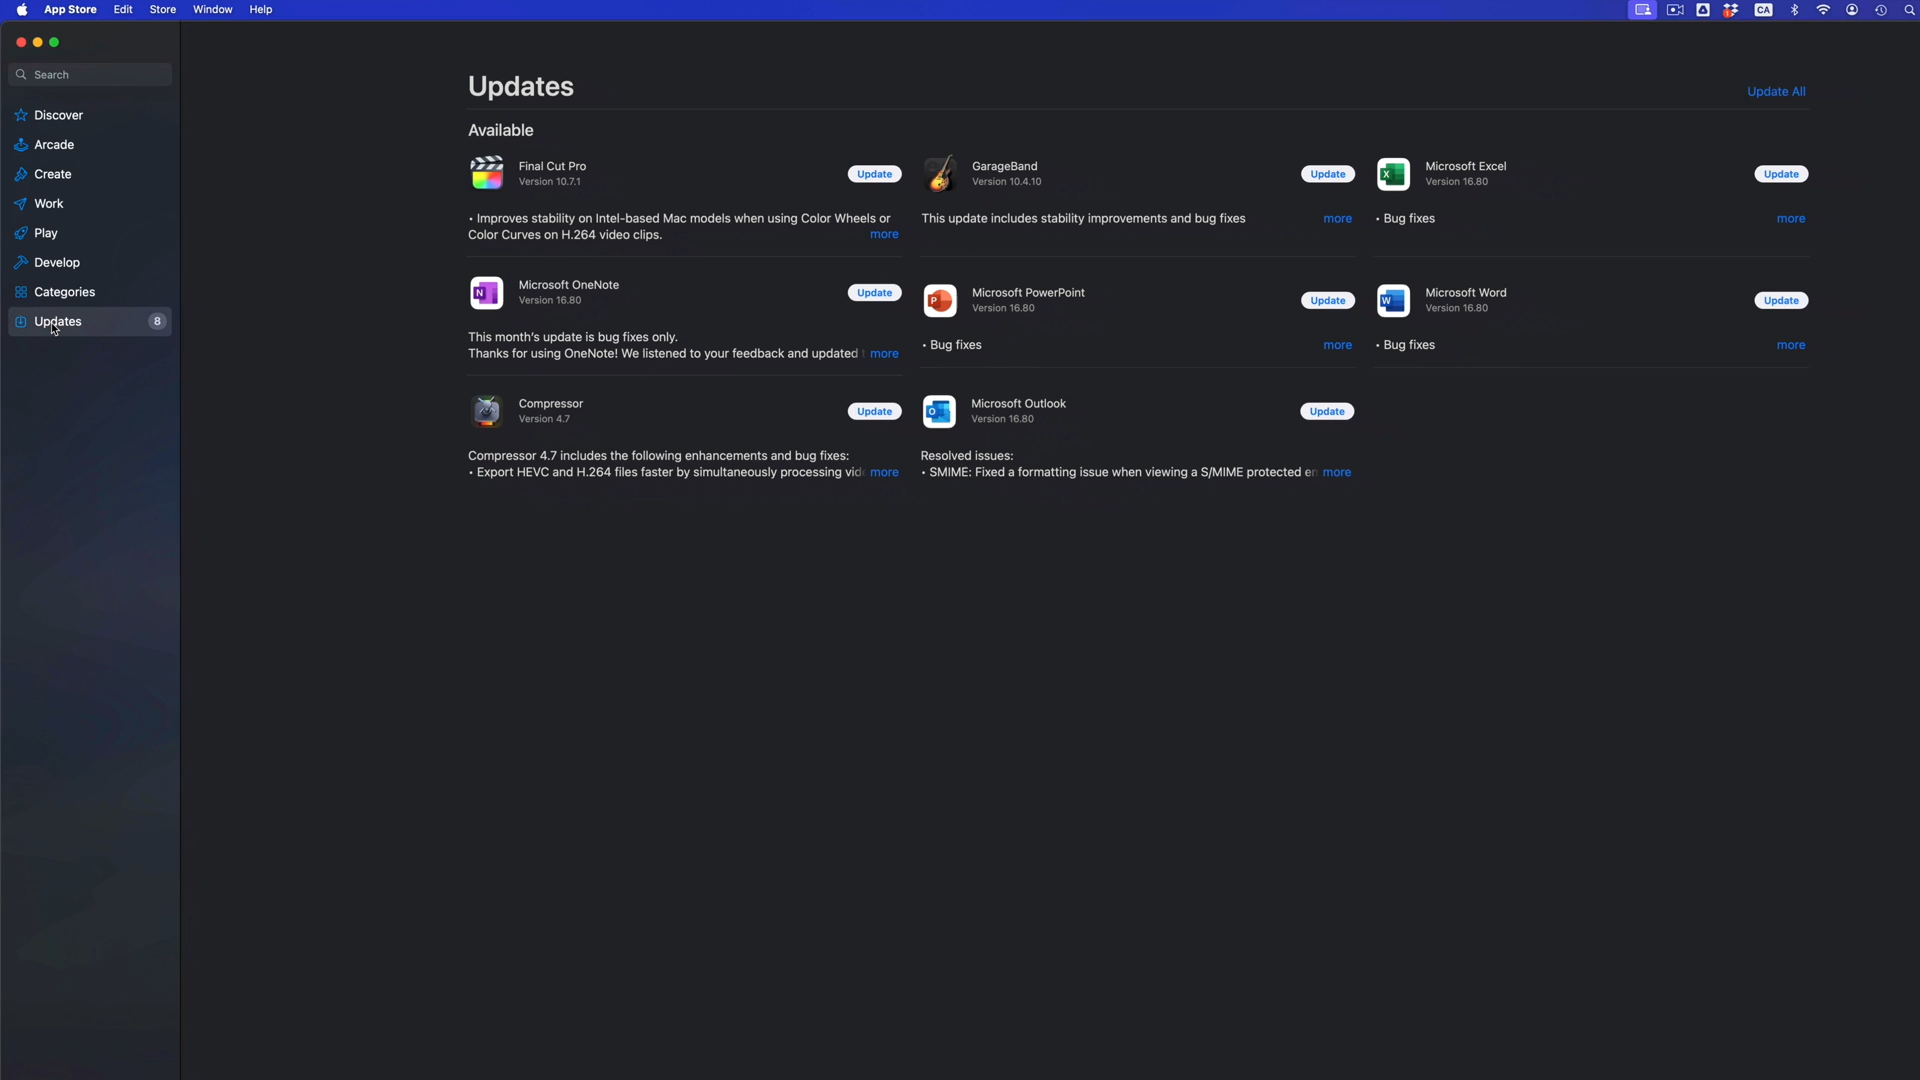 App Store Edit Store Window Help
CA
Search
Discover
Arcade
Create
Work
Play
Develop
Categories
Updates 8
Updates
Update All
Available
Final Cut Pro
Version 10.7.1
Update
• Improves stability on Intel-based Mac models when using Color Wheels or
Color Curves on H.264 video clips.
more
GarageBand
Version 10.4.10
Update
This update includes stability improvements and bug fixes
more
Microsoft Excel
Version 16.80
Update
• Bug fixes
more
Microsoft OneNote
Version 16.80
Update
This month's update is bug fixes only.
Thanks for using OneNote! We listened to your feedback and updated
more
Microsoft PowerPoint
Version 16.80
Update
• Bug fixes
more
Microsoft Word
Version 16.80
Update
• Bug fixes
more
Compressor
Version 4.7
Update
Compressor 4.7 includes the following enhancements and bug fixes:
• Export HEVC and H.264 files faster by simultaneously processing
more
Microsoft Outlook
Version 16.80
Update
Resolved issues:
• SMIME: Fixed a formatting issue when viewing a S/MIME protected
more